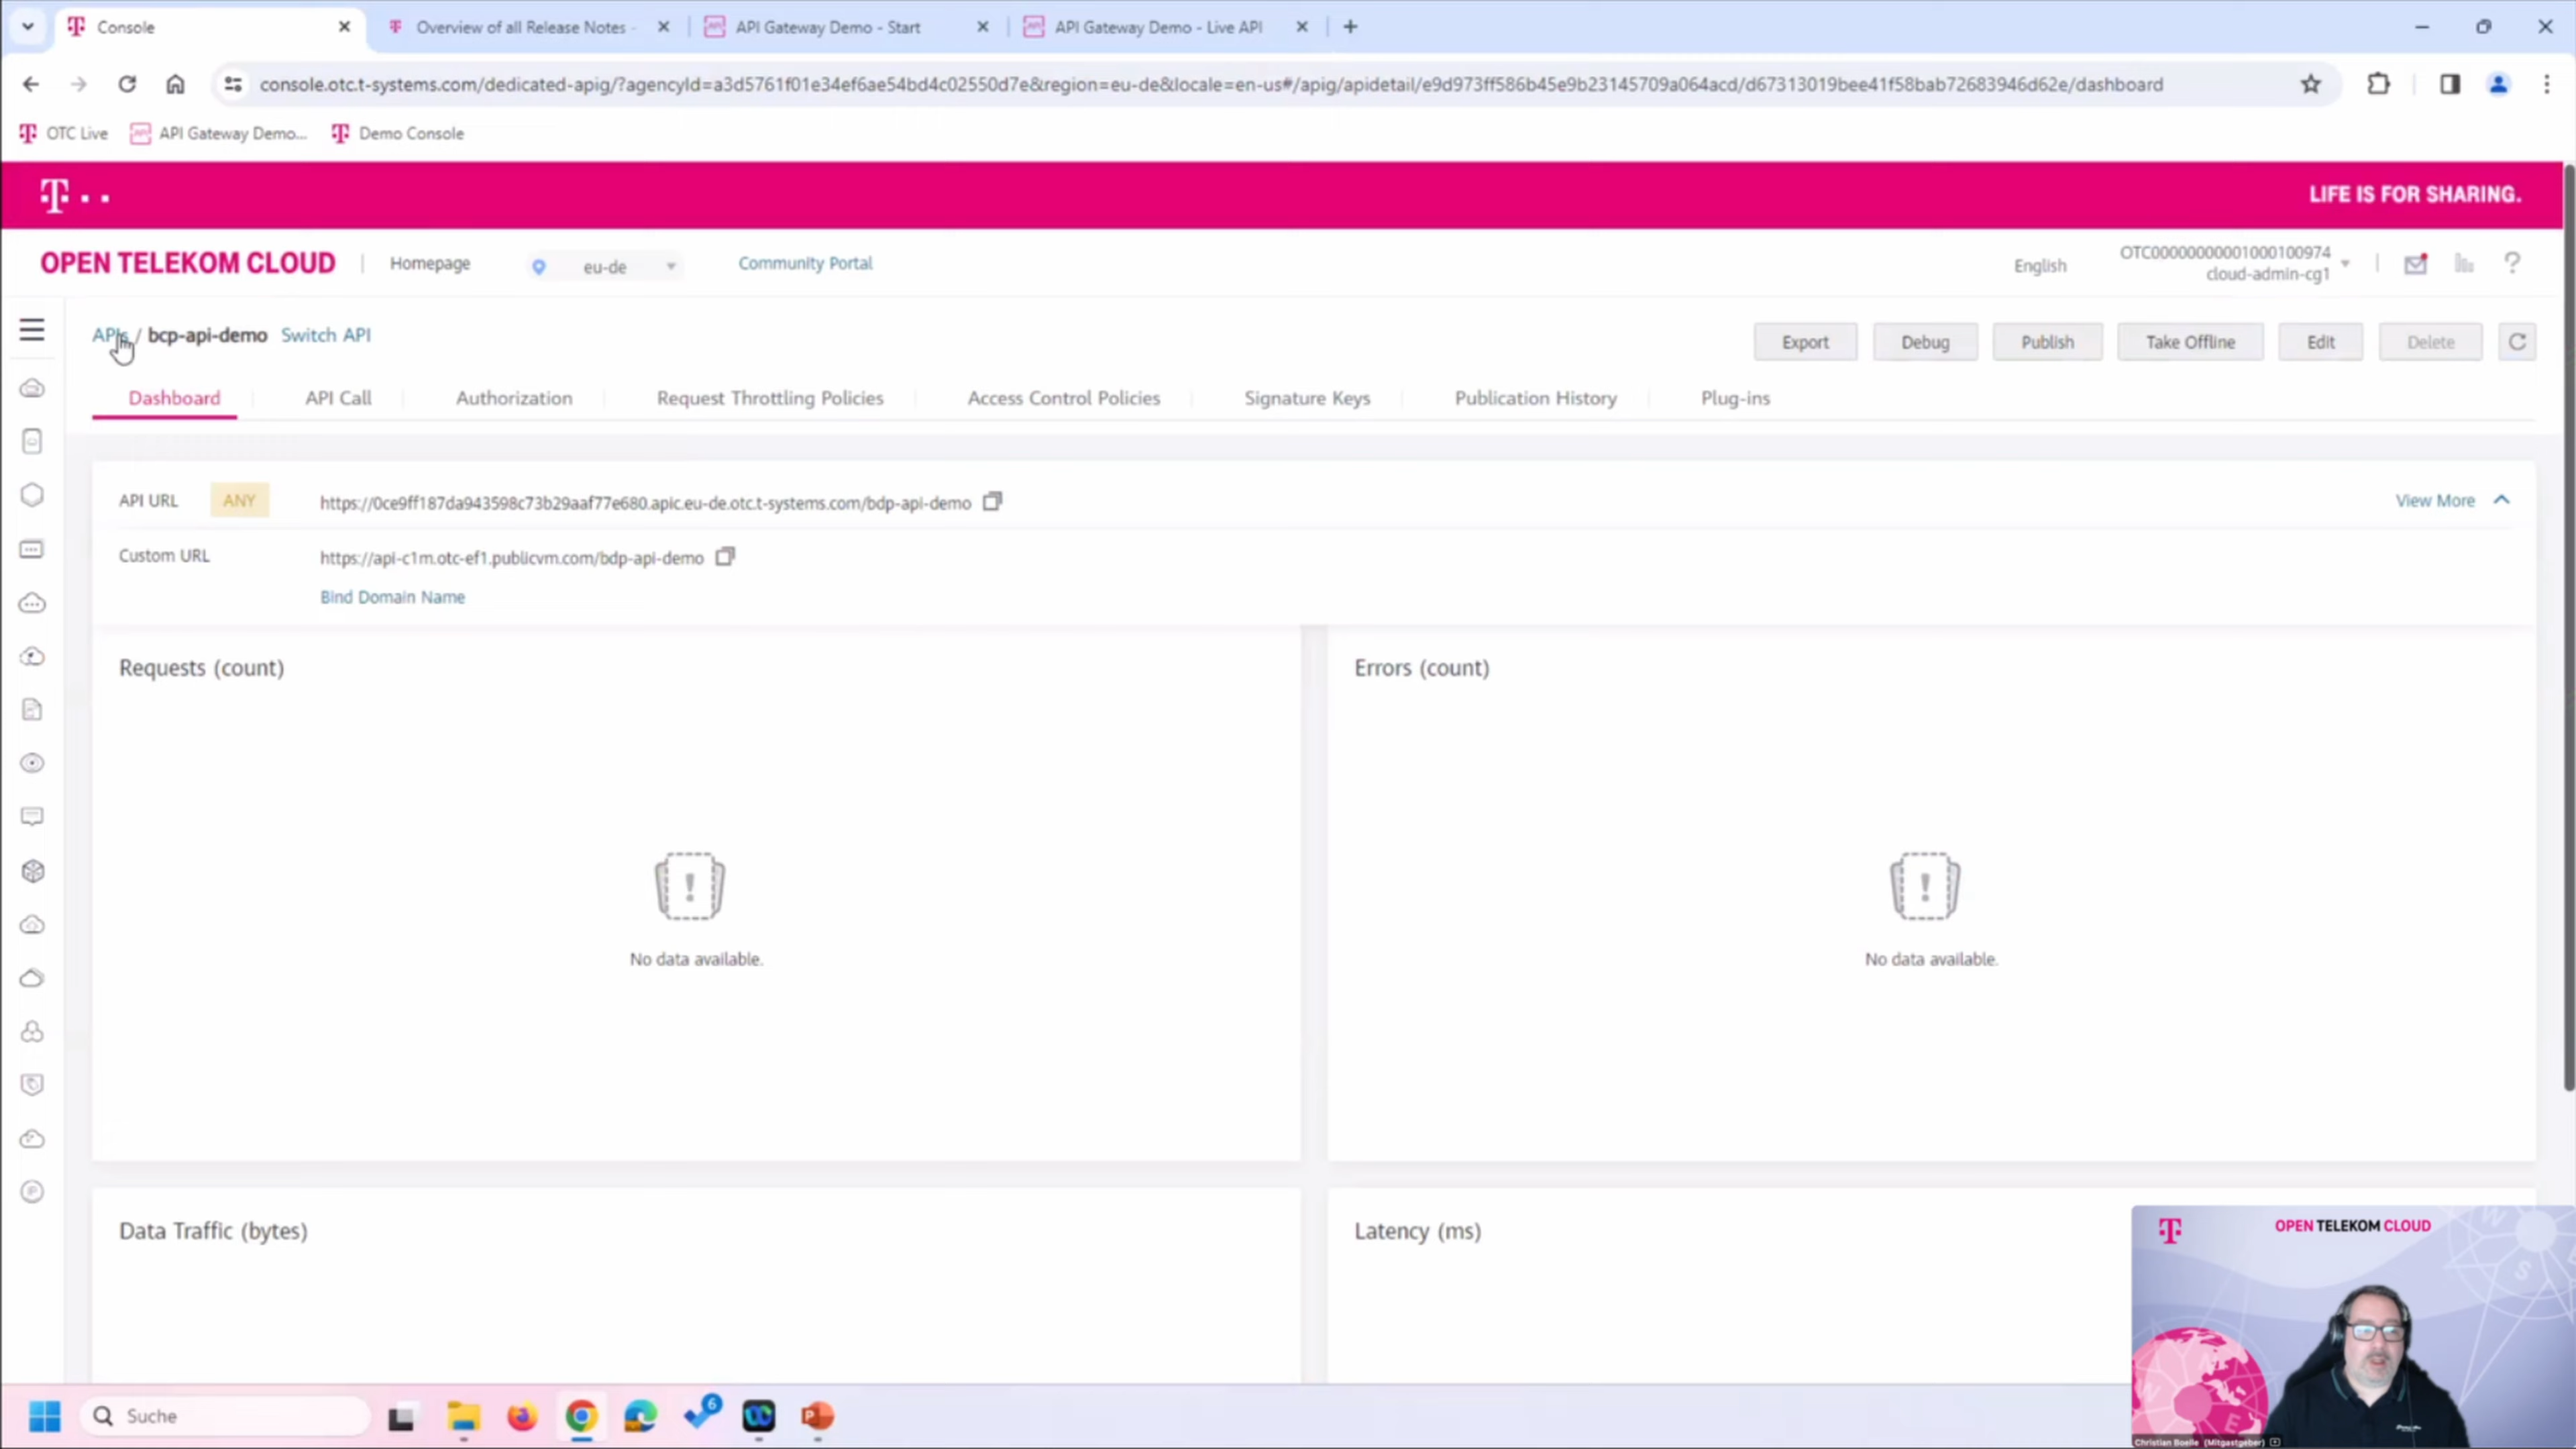 Console
Overview of all Release Notes -
API Gateway Demo - Start
API Gateway Demo - Live API
console.otc.t-systems.com/dedicated-apig/?agencyId=a3d5761f01e34ef6ae54bd4c02550d7e&region=eu-de&locale=en-us#/apig/apidetail/e9d973ff586b45e9b23145709a064acd/d67313019bee41f58bab72683946d62e/dashboard
OTC Live
API Gateway Demo...
Demo Console
LIFE IS FOR SHARING.
OPEN TELEKOM CLOUD
Homepage
eu-de
Community Portal
English
OTC00000000001000100974
cloud-admin-cg1
APIs / bcp-api-demo Switch API
Export
Debug
Publish
Take Offline
Edit
Delete
Dashboard
API Call
Authorization
Request Throttling Policies
Access Control Policies
Signature Keys
Publication History
Plug-ins
API URL ANY https://0ce9ff187da943598c73b29aaf77e680.apic.eu-de.otc.t-systems.com/bdp-api-demo
View More
Custom URL https://api-c1m.otc-ef1.publicvm.com/bdp-api-demo
Bind Domain Name
Requests (count)
No data available.
Errors (count)
No data available.
Data Traffic (bytes)
Latency (ms)
OPEN TELEKOM CLOUD
Christian Boelle (Mitgastgeber)
Suche
6